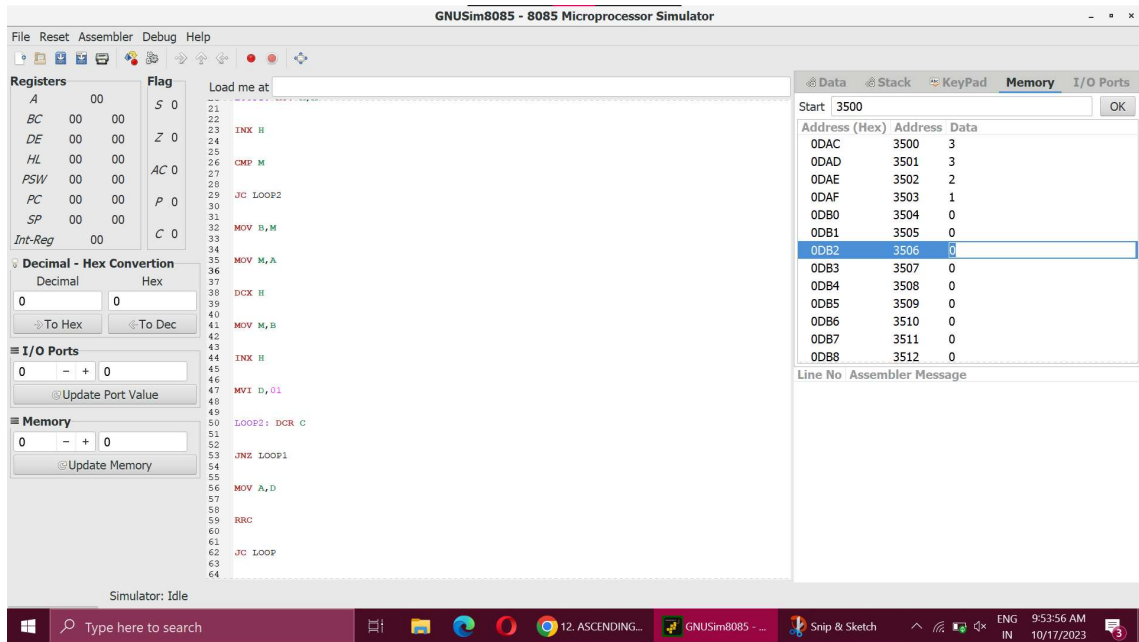 GNUSim8085 - 8085 Microprocessor Simulator
File Reset Assembler Debug Help
Registers
A 00
BC 00 00
DE 00 00
HL 00 00
PSW 00 00
PC 00 00
SP 00 00
Int-Reg 00
Flag
S 0
Z 0
AC 0
P 0
C 0
Decimal - Hex Convertion
Decimal Hex
0 0
To Hex To Dec
I/O Ports
0 - + 0
Update Port Value
Memory
0 - + 0
Update Memory
Load me at
21
22
23 INX H
24
25
26 CMP M
27
28
29 JC LOOP2
30
31
32 MOV B,M
33
34
35 MOV M,A
36
37
38 DCX H
39
40
41 MOV M,B
42
43
44 INX H
45
46
47 MVI D,01
48
49
50 LOOP2: DCR C
51
52
53 JNZ LOOP1
54
55
56 MOV A,D
57
58
59 RRC
60
61
62 JC LOOP
63
64
Data Stack KeyPad Memory I/O Ports
Start 3500 OK
Address (Hex) Address Data
0DAC 3500 3
0DAD 3501 3
0DAE 3502 2
0DAF 3503 1
0DB0 3504 0
0DB1 3505 0
0DB2 3506 0
0DB3 3507 0
0DB4 3508 0
0DB5 3509 0
0DB6 3510 0
0DB7 3511 0
0DB8 3512 0
Line No Assembler Message
Simulator: Idle
Type here to search
12. ASCENDING...
GNUSim8085 - ...
Snip & Sketch
ENG
IN
9:53:56 AM
10/17/2023
3